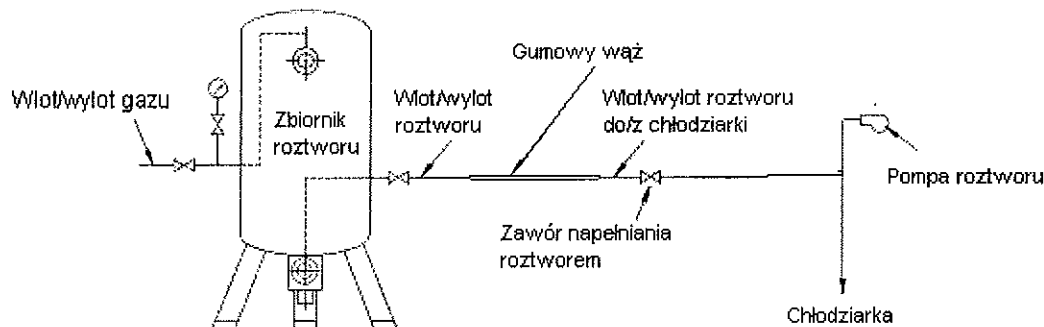 Gumowy wąż
Wlot/wylot gazu
Zbiornik
roztworu
Wlot/wylot
roztworu
Wlot/wylot roztworu
do/z chłodziarki
Pompa roztworu
Zawór napełniania
roztworem
Chłodziarka